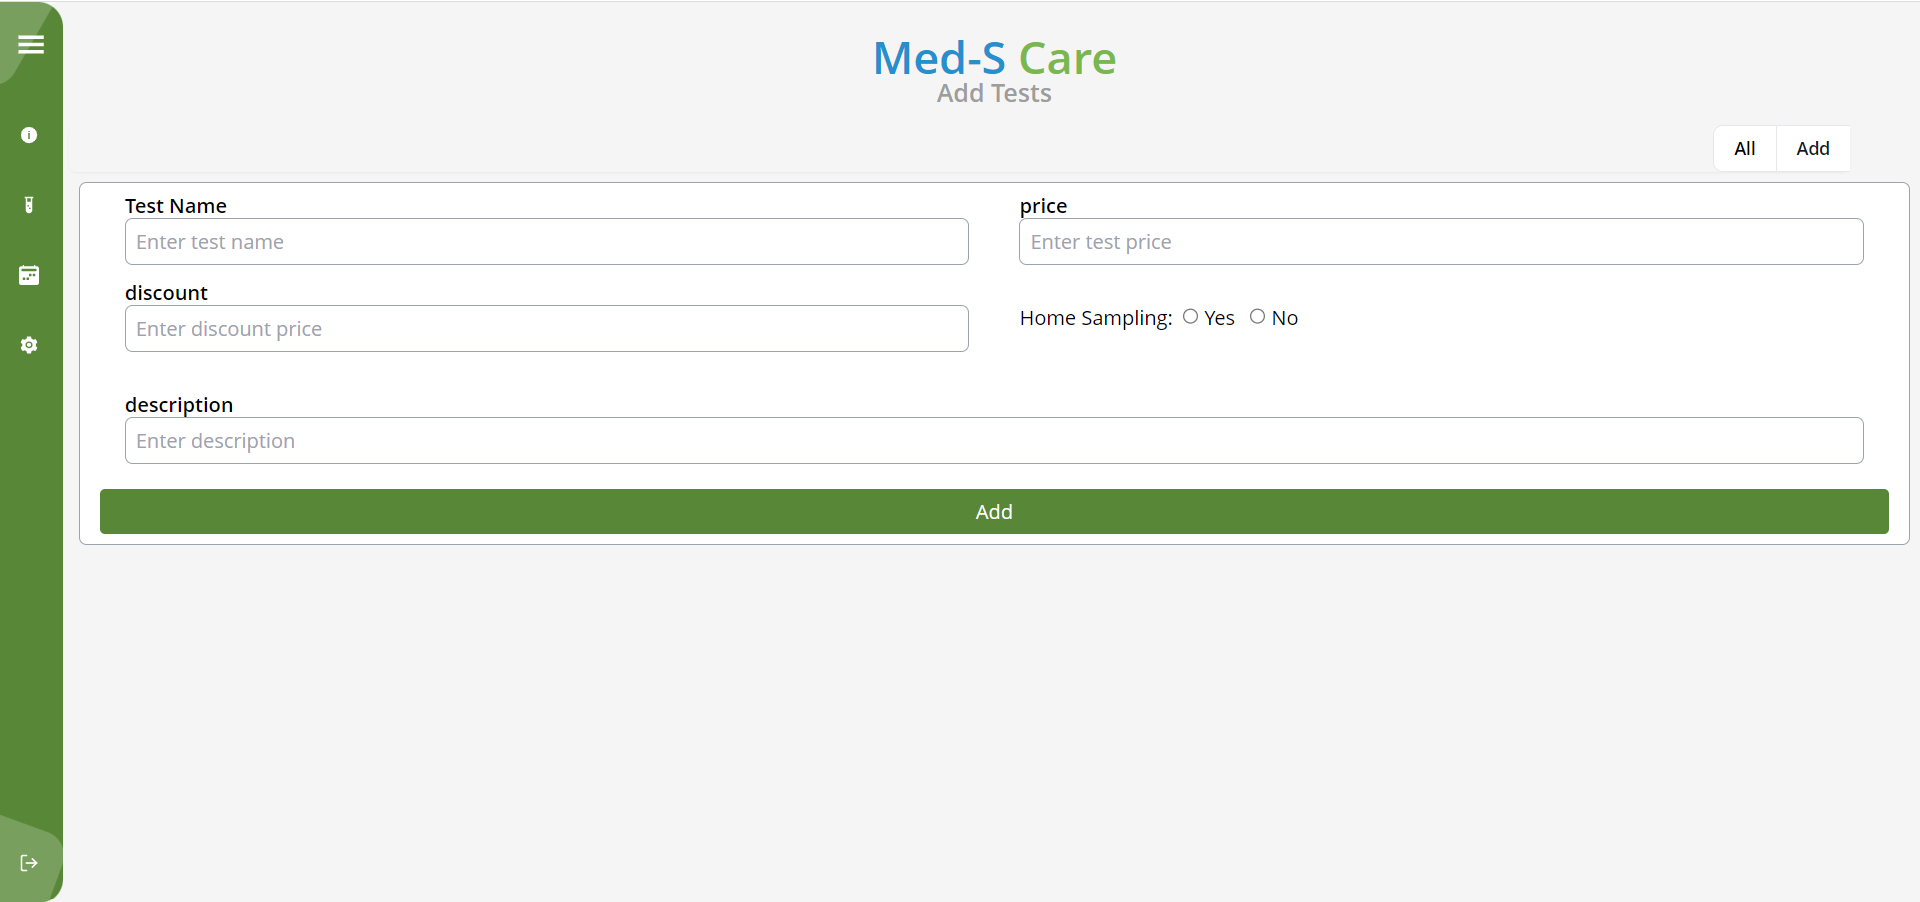 Med-S Care
Add Tests
All Add
Test Name price
Enter test name Enter test price
discount
Enter discount price Home Sampling: Yes No
description
Enter description
Add